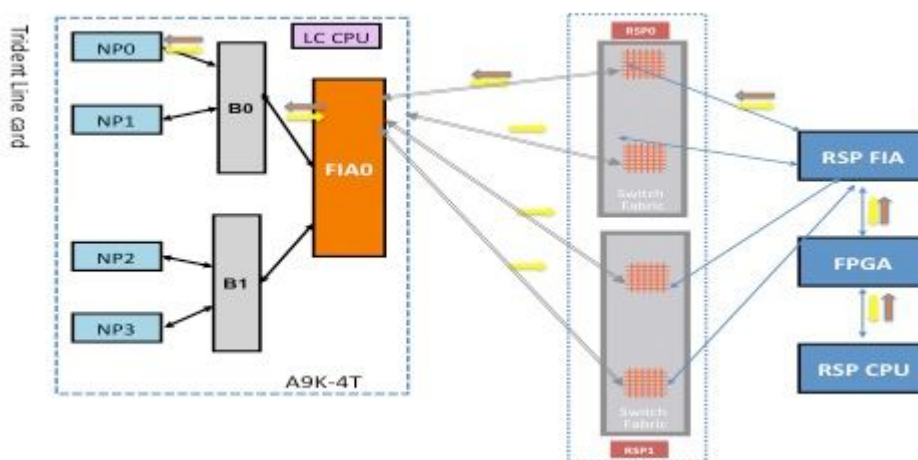 Trident Line card
NP0
NP1
NP2
NP3
B0
B1
LC CPU
FIA0
A9K-4T
RSP0
Switch
Fabric
Switch
Fabric
RSP1
RSP FIA
FPGA
RSP CPU